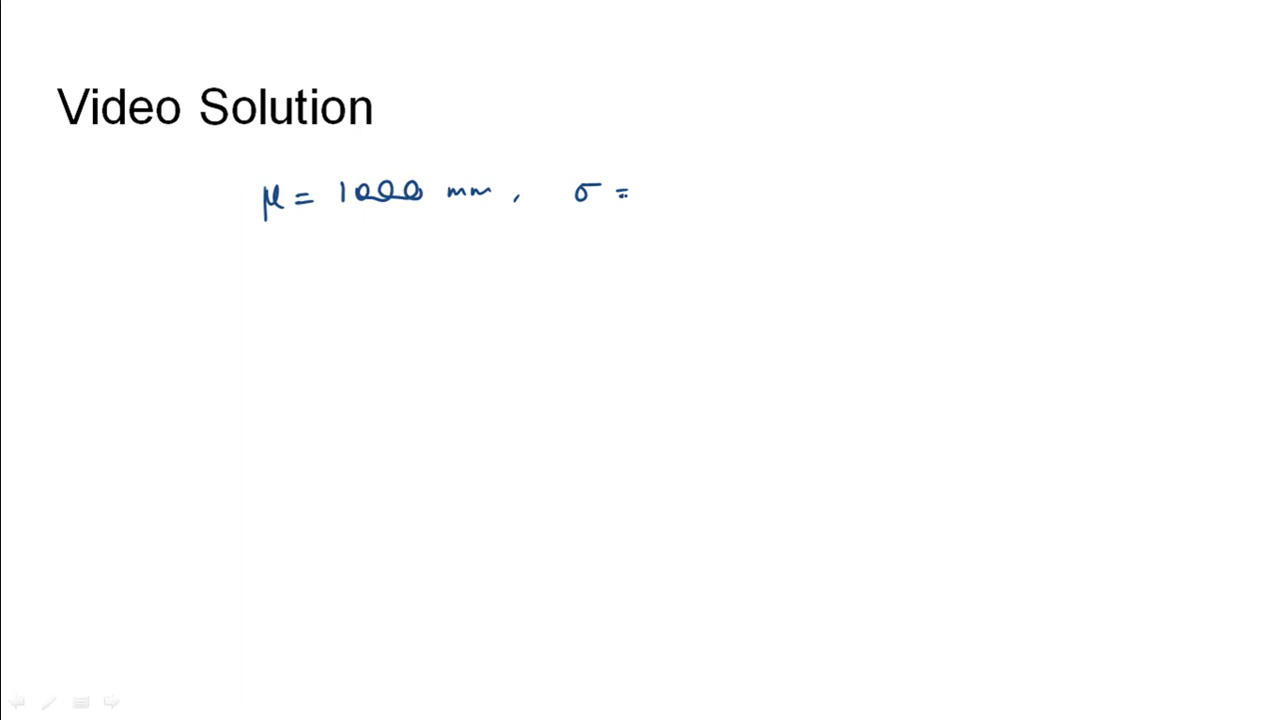 Video Solution
μ = 1000 mm, σ =